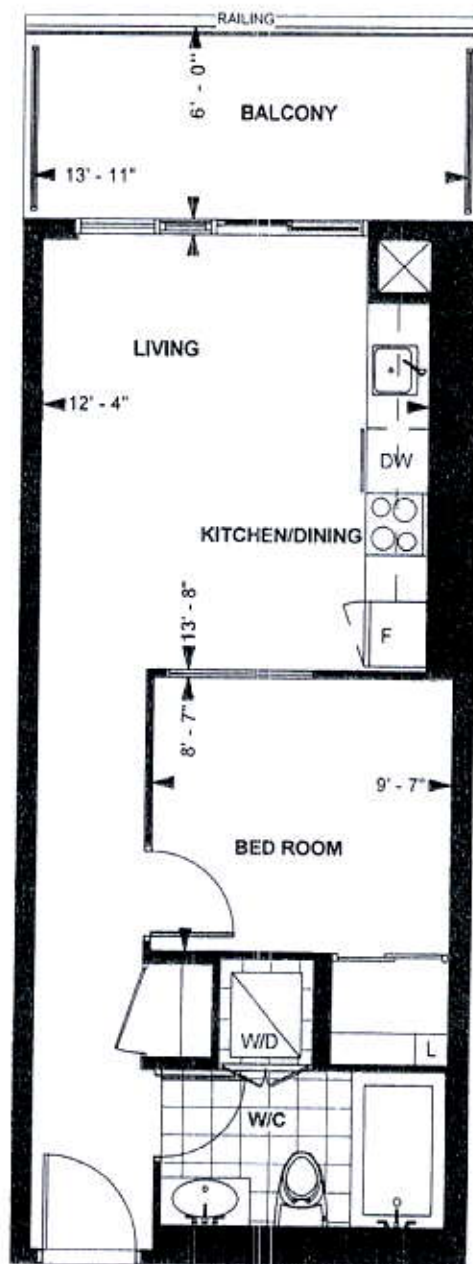 RAILING
6' - 0"
BALCONY
13' - 11"
LIVING
12' - 4"
DW
KITCHEN/DINING
13' - 8"
F
8' - 7"
9' - 7"
BED ROOM
W/D
L
W/C